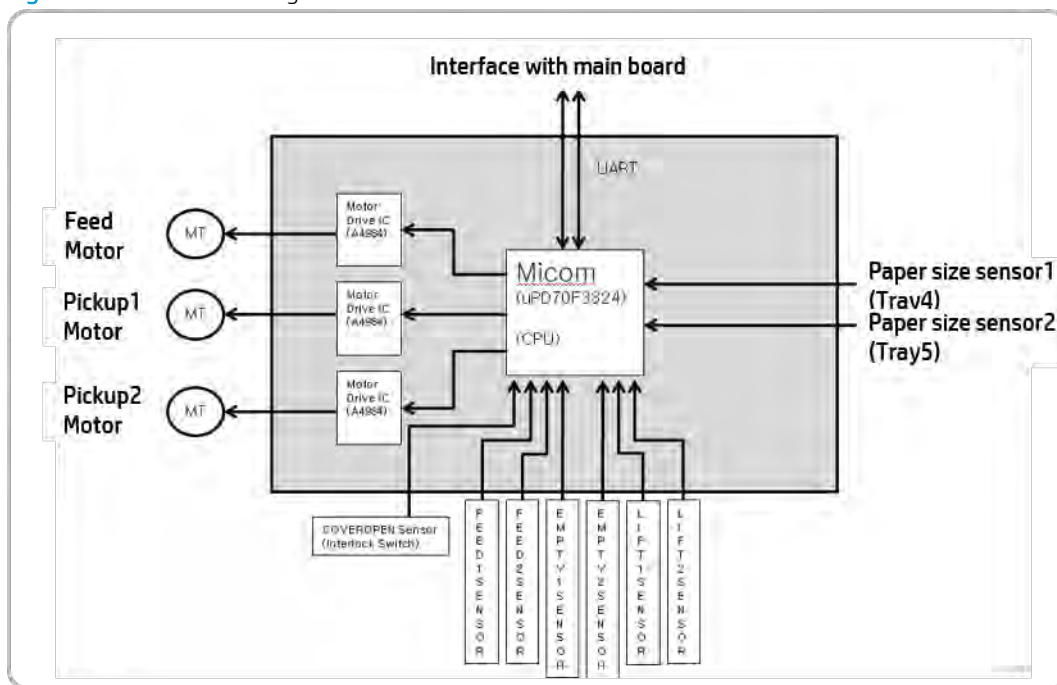 Interface with main board
UART
Feed
Motor
MT
Motor
Drive IC
(A4984)
Micom
(uPD70F3824)
(CPU)
Paper size sensor1
(Tray4)
Paper size sensor2
(Tray5)
Pickup1
Motor
MT
Motor
Drive IC
(A4984)
Pickup2
Motor
MT
Motor
Drive IC
(A4984)
COVEROPEN Sensor
(Interlock Switch)
FEED1SENSOR
FEED2SENSOR
EMPTY1SENSOR
EMPTY2SENSOR
LIFT1SENSOR
LIFT2SENSOR